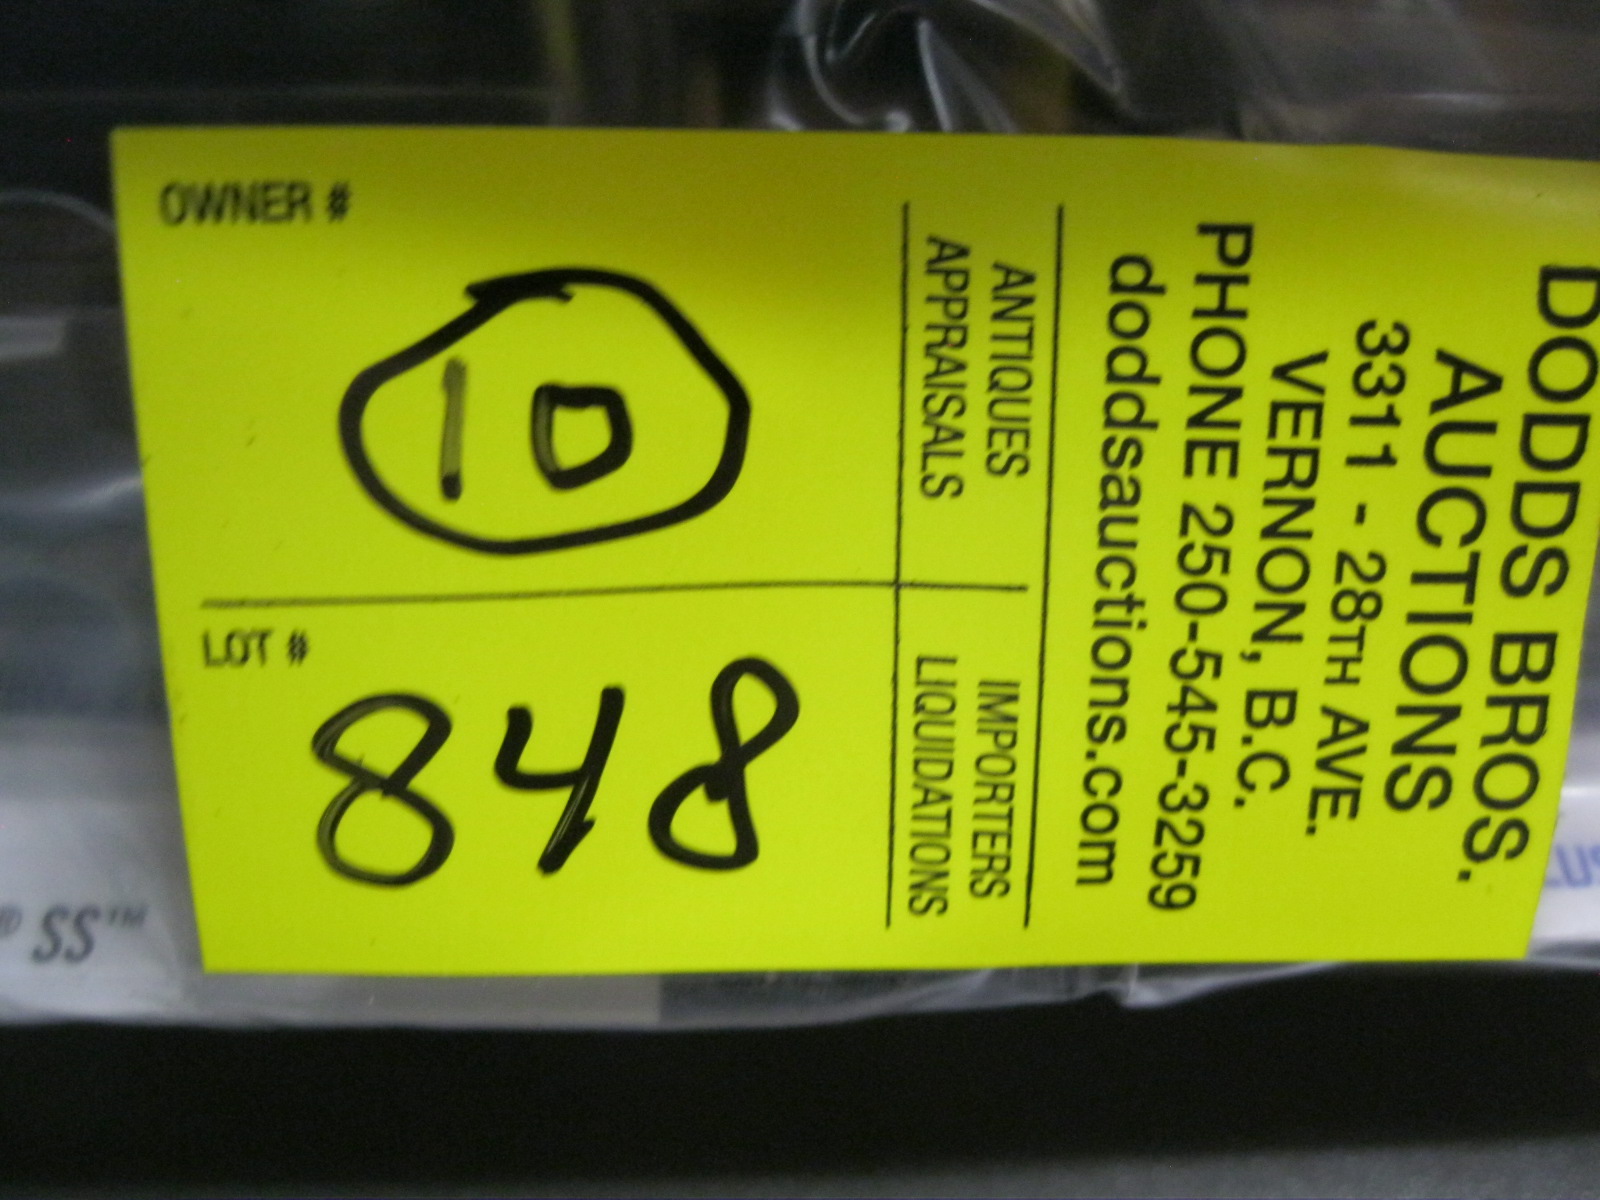 DODDS BROS.
AUCTIONS
3311 - 28TH AVE.
VERNON, B.C.
PHONE 250-545-3259
doddsauctions.com
ANTIQUES
APPRAISALS
IMPORTERS
LIQUIDATIONS
OWNER #
10
LOT #
848
SS™